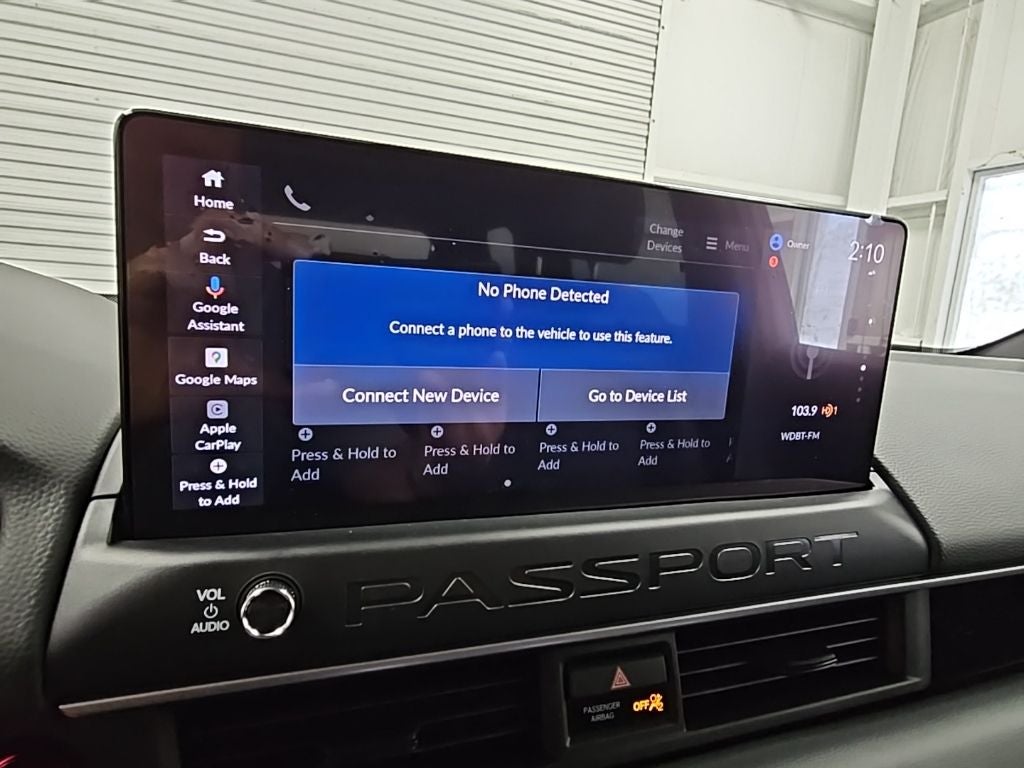 Home
Back
Google
Assistant
Google Maps
Apple
CarPlay
Press & Hold
to Add
Change
Devices
Menu
Owner
3
2:10
No Phone Detected
Connect a phone to the vehicle to use this feature.
Connect New Device
Go to Device List
Press & Hold to
Add
Press & Hold to
Add
Press & Hold to
Add
Press & Hold to
Add
103.9 HD1
WDBT-FM
VOL
AUDIO
PASSPORT
PASSENGER
AIRBAG
OFF
2